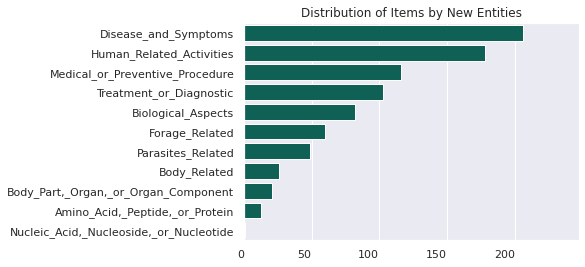 Distribution of Items by New Entities
Disease_and_Symptoms
Human_Related_Activities
Medical_or_Preventive_Procedure
Treatment_or_Diagnostic
Biological_Aspects
Forage_Related
Parasites_Related
Body_Related
Body_Part,_Organ,_or_Organ_Component
Amino_Acid,_Peptide,_or_Protein
Nucleic_Acid,_Nucleoside,_or_Nucleotide
0 50 100 150 200